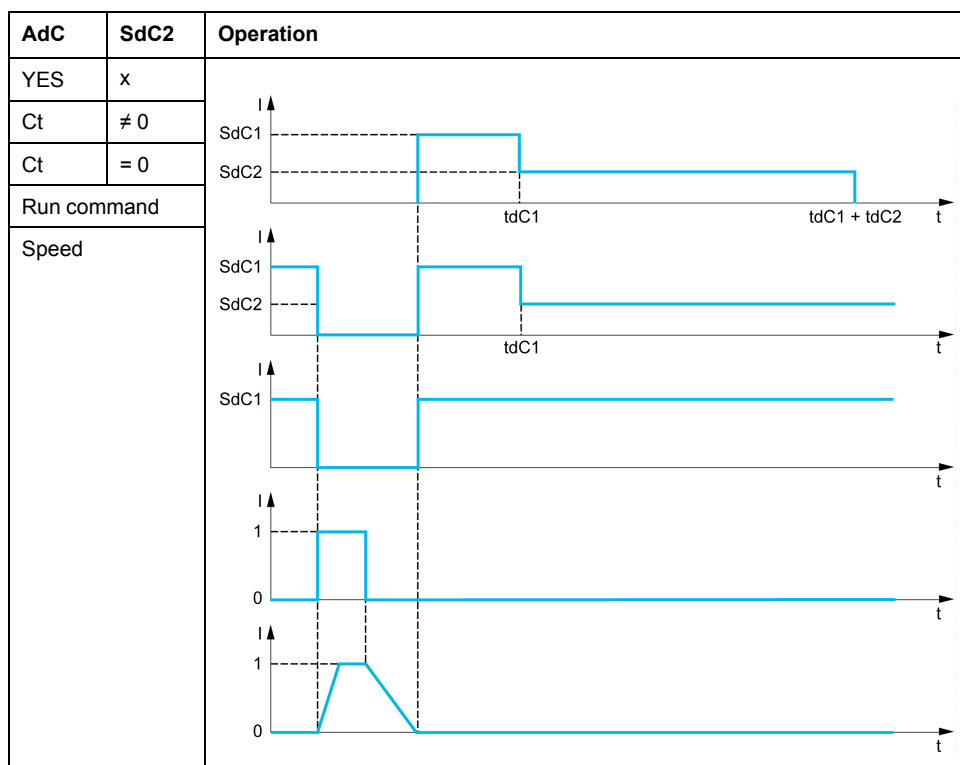 AdC SdC2 Operation
YES x
Ct ≠ 0
Ct = 0
Run command
Speed
I
SdC1
SdC2
tdC1 tdC1 + tdC2 t
I
SdC1
SdC2
tdC1 t
I
SdC1
t
I
1
0
t
I
1
0
t